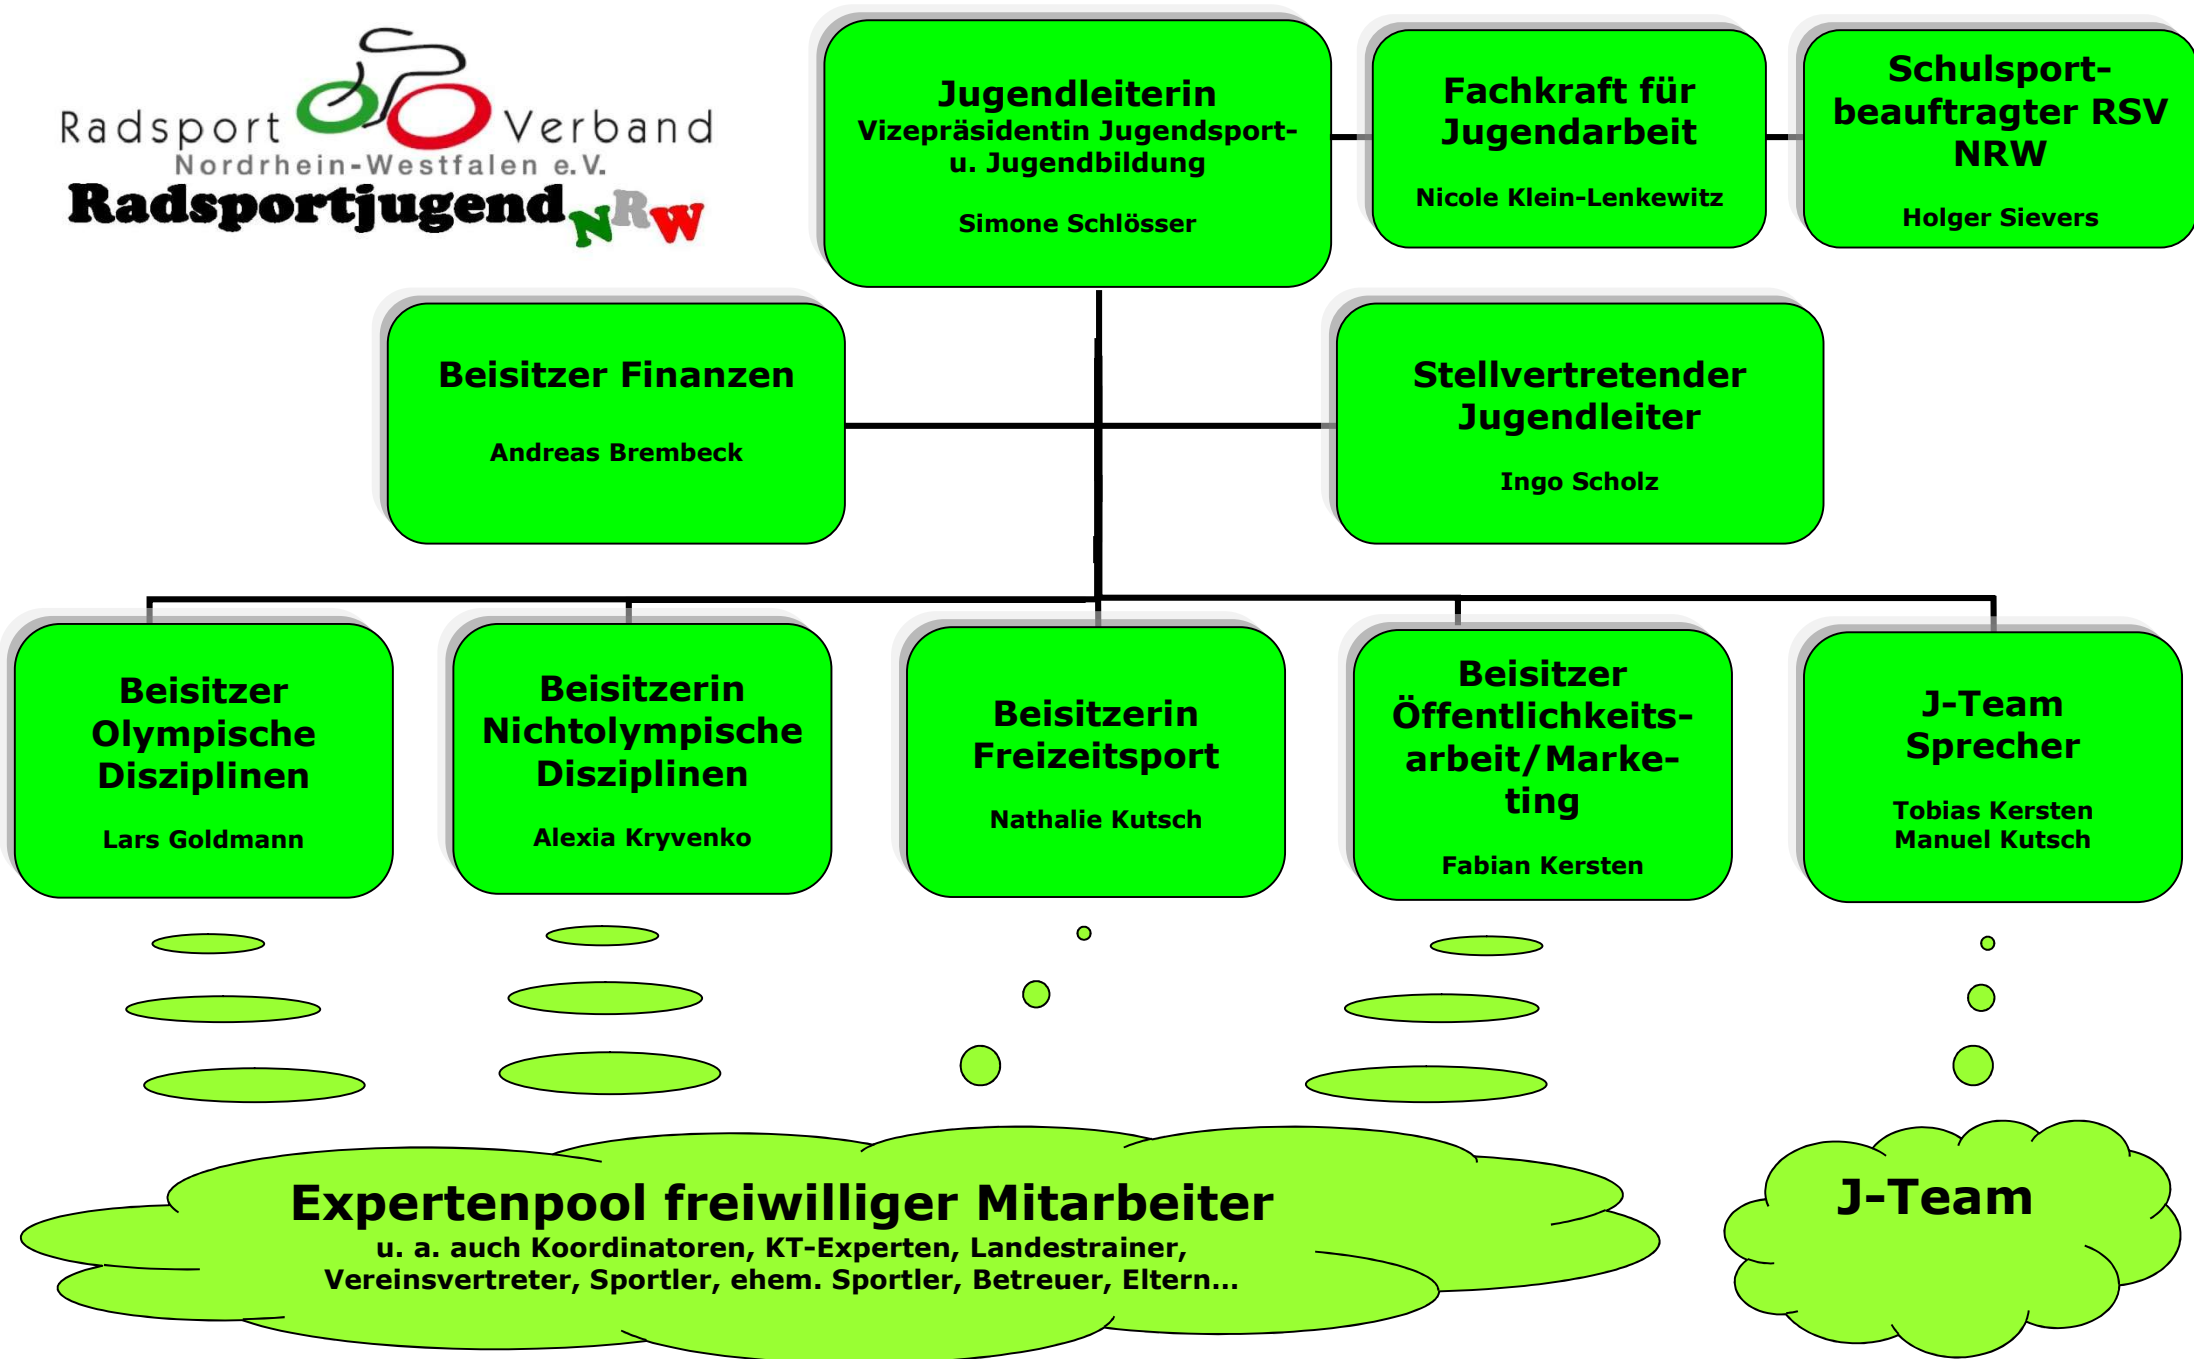 Radsport Verband
Nordrhein-Westfalen e.V.
Radsportjugend NRW
Jugendleiterin
Vizepräsidentin Jugendsport-
u. Jugendbildung
Simone Schlösser
Fachkraft für
Jugendarbeit
Nicole Klein-Lenkewitz
Schulsport-
beauftragter RSV
NRW
Holger Sievers
Beisitzer Finanzen
Andreas Brembeck
Stellvertretender
Jugendleiter
Ingo Scholz
Beisitzer
Olympische
Disziplinen
Lars Goldmann
Beisitzerin
Nichtolympische
Disziplinen
Alexia Kryvenko
Beisitzerin
Freizeitsport
Nathalie Kutsch
Beisitzer
Öffentlichkeits-
arbeit/Marke-
ting
Fabian Kersten
J-Team
Sprecher
Tobias Kersten
Manuel Kutsch
Expertenpool freiwilliger Mitarbeiter
u. a. auch Koordinatoren, KT-Experten, Landestrainer,
Vereinsvertreter, Sportler, ehem. Sportler, Betreuer, Eltern…
J-Team